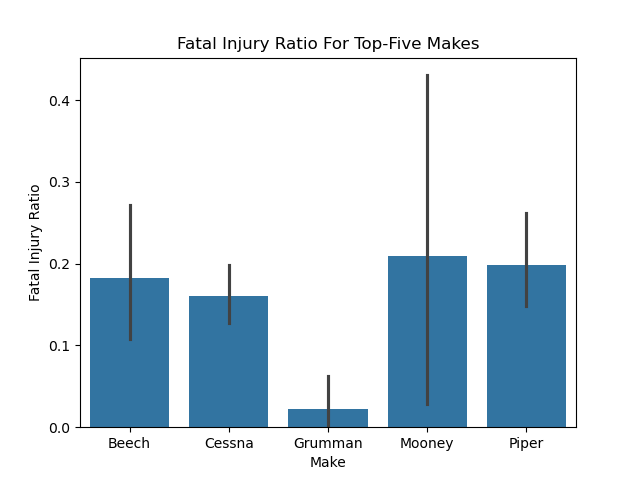 Fatal Injury Ratio For Top-Five Makes
Fatal Injury Ratio
0.4
0.3
0.2
0.1
0.0
Beech Cessna Grumman Mooney Piper
Make